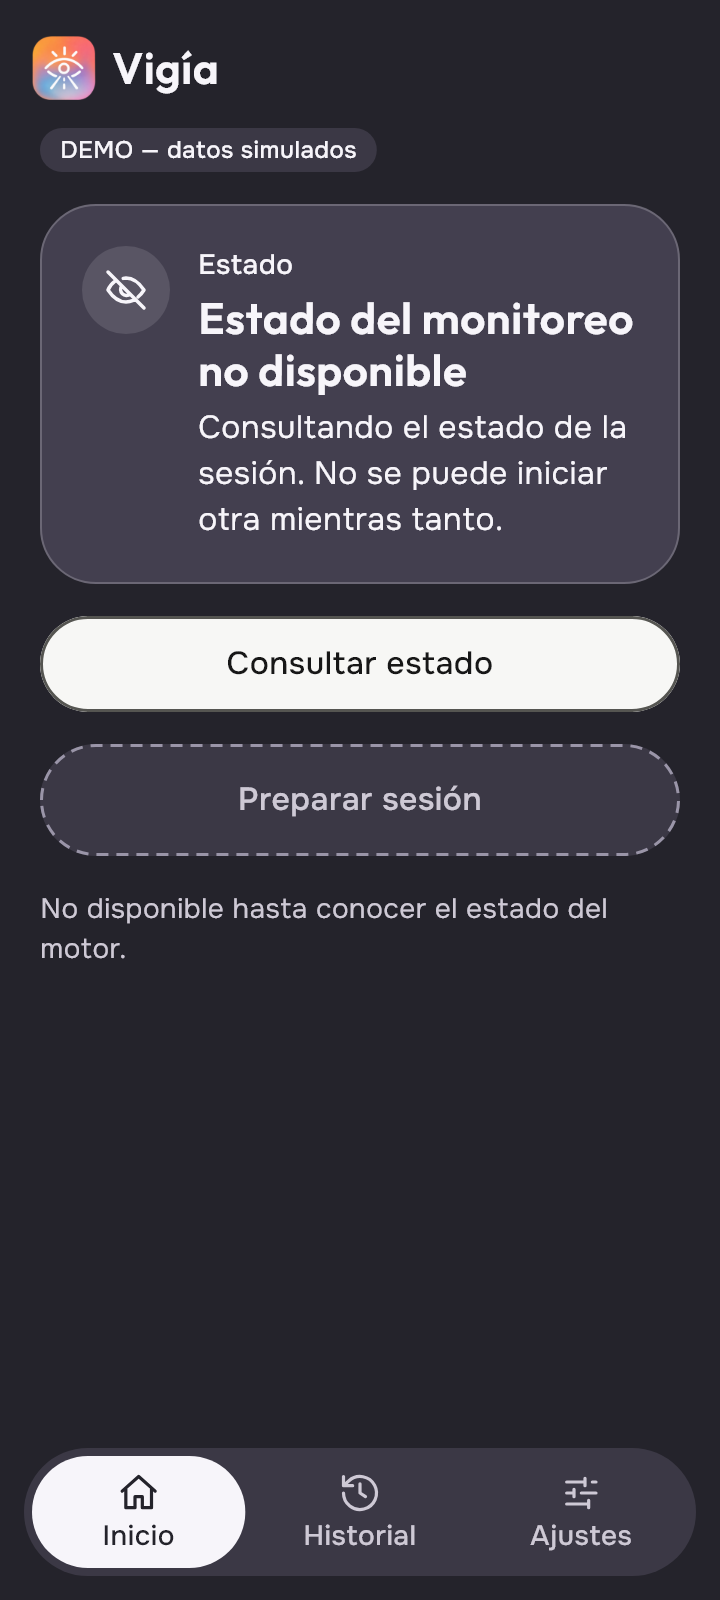 Vigía
DEMO — datos simulados
Estado
Estado del monitoreo
no disponible
Consultando el estado de la
sesión. No se puede iniciar
otra mientras tanto.
Consultar estado
Preparar sesión
No disponible hasta conocer el estado del
motor.
Inicio
Historial
Ajustes